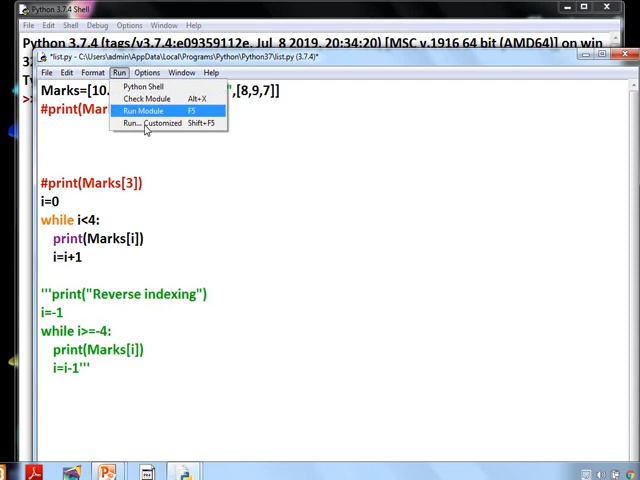 Python 3.7.4 Shell
File Edit Shell Debug Options Window Help
Python 3.7.4 (tags/v3.7.4:e09359112e, Jul 8 2019, 20:34:20) [MSC v.1916 64 bit (AMD64)] on win
*list.py - C:\Users\admin\AppData\Local\Programs\Python\Python37\list.py (3.7.4)*
File Edit Format Run Options Window Help
Python Shell
Check Module Alt+X
Run Module F5
Run... Customized Shift+F5
Marks=[10. ",[8,9,7]]
#print(Mar
#print(Marks[3])
i=0
while i<4:
print(Marks[i])
i=i+1
'''print("Reverse indexing")
i=-1
while i>=-4:
print(Marks[i])
i=i-1'''